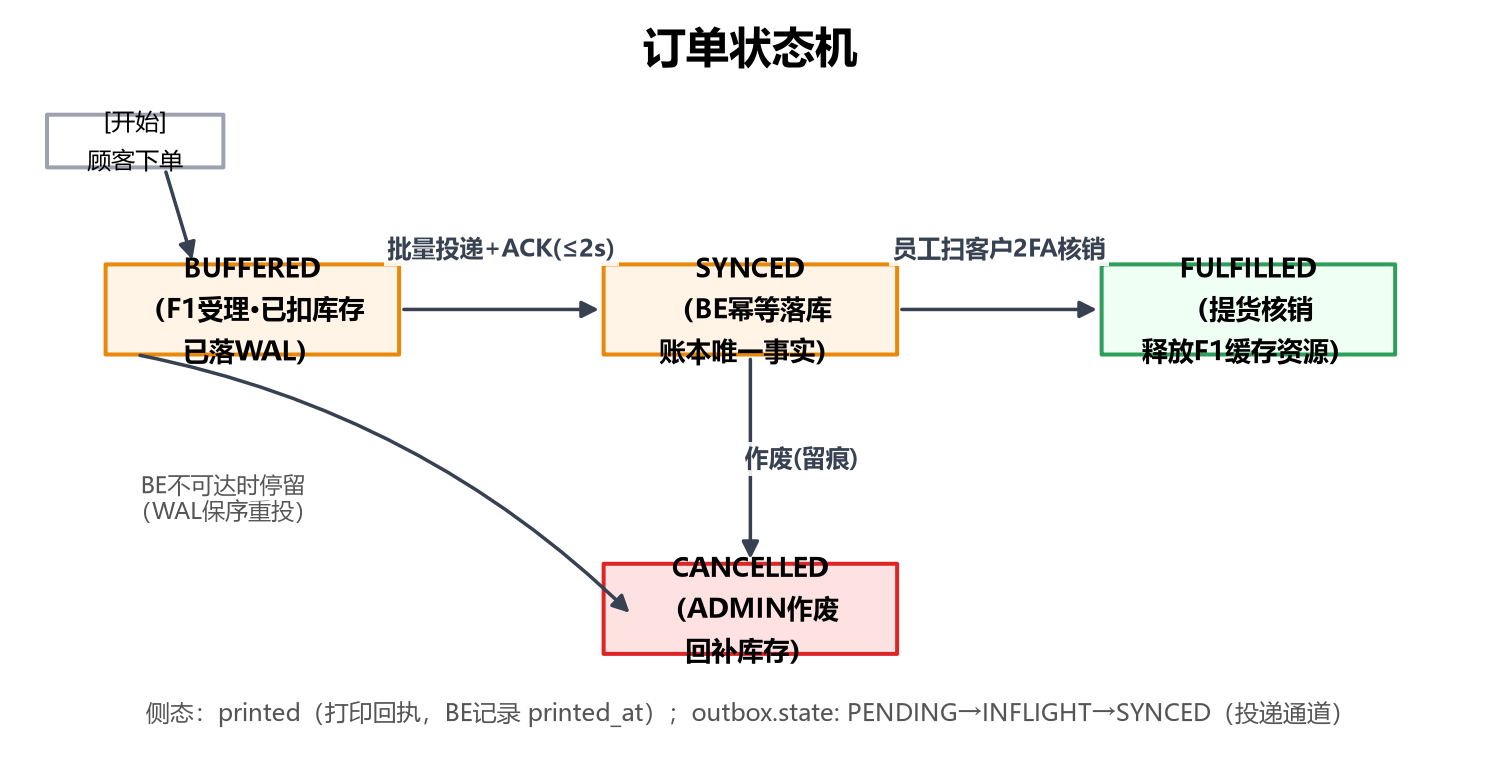 订单状态机
[开始]
顾客下单
批量投递+ACK(≤2s)
员工扫客户2FA核销
BUFFERED
（F1受理·已扣库存
已落WAL）
SYNCED
（BE幂等落库
账本唯一事实）
FULFILLED
（提货核销
释放F1缓存资源）
作废(留痕)
BE不可达时停留
（WAL保序重投）
CANCELLED
（ADMIN作废
回补库存）
侧态：printed（打印回执，BE记录 printed_at）；outbox.state: PENDING→INFLIGHT→SYNCED（投递通道）